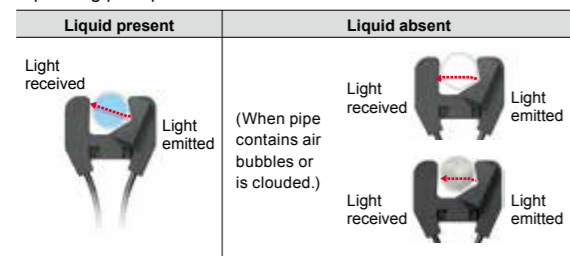 Liquid present
Liquid absent
Light
received
Light
emitted
(When pipe
contains air
bubbles or
is clouded.)
Light
received
Light
emitted
Light
received
Light
emitted